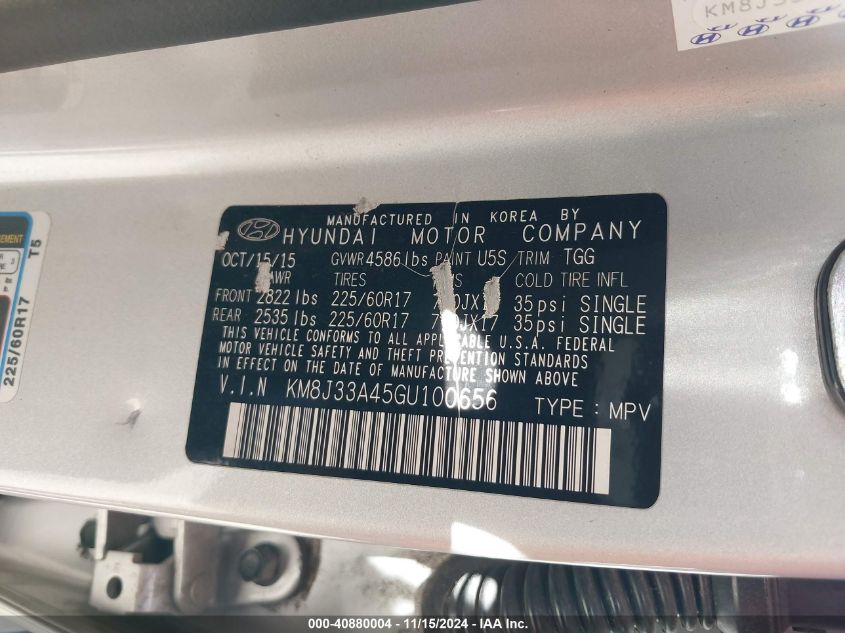 KM8J33
MANUFACTURED IN KOREA BY
HYUNDAI MOTOR COMPANY
OCT/15/15 GVWR 4586lbs PAINT U5S TRIM TGG
TIRES COLD TIRE INFL
FRONT 2822 lbs 225/60R17 35psi SINGLE
REAR 2535 lbs 225/60R17 35psi SINGLE
THIS VEHICLE CONFORMS TO ALL APPLICABLE U.S.A. FEDERAL
MOTOR VEHICLE SAFETY AND THEFT PREVENTION STANDARDS
IN EFFECT ON THE DATE OF MANUFACTURE SHOWN ABOVE
V.I.N KM8J33A45GU100656 TYPE : MPV
225/60R17 T5
000-40880004 - 11/15/2024 - IAA Inc.